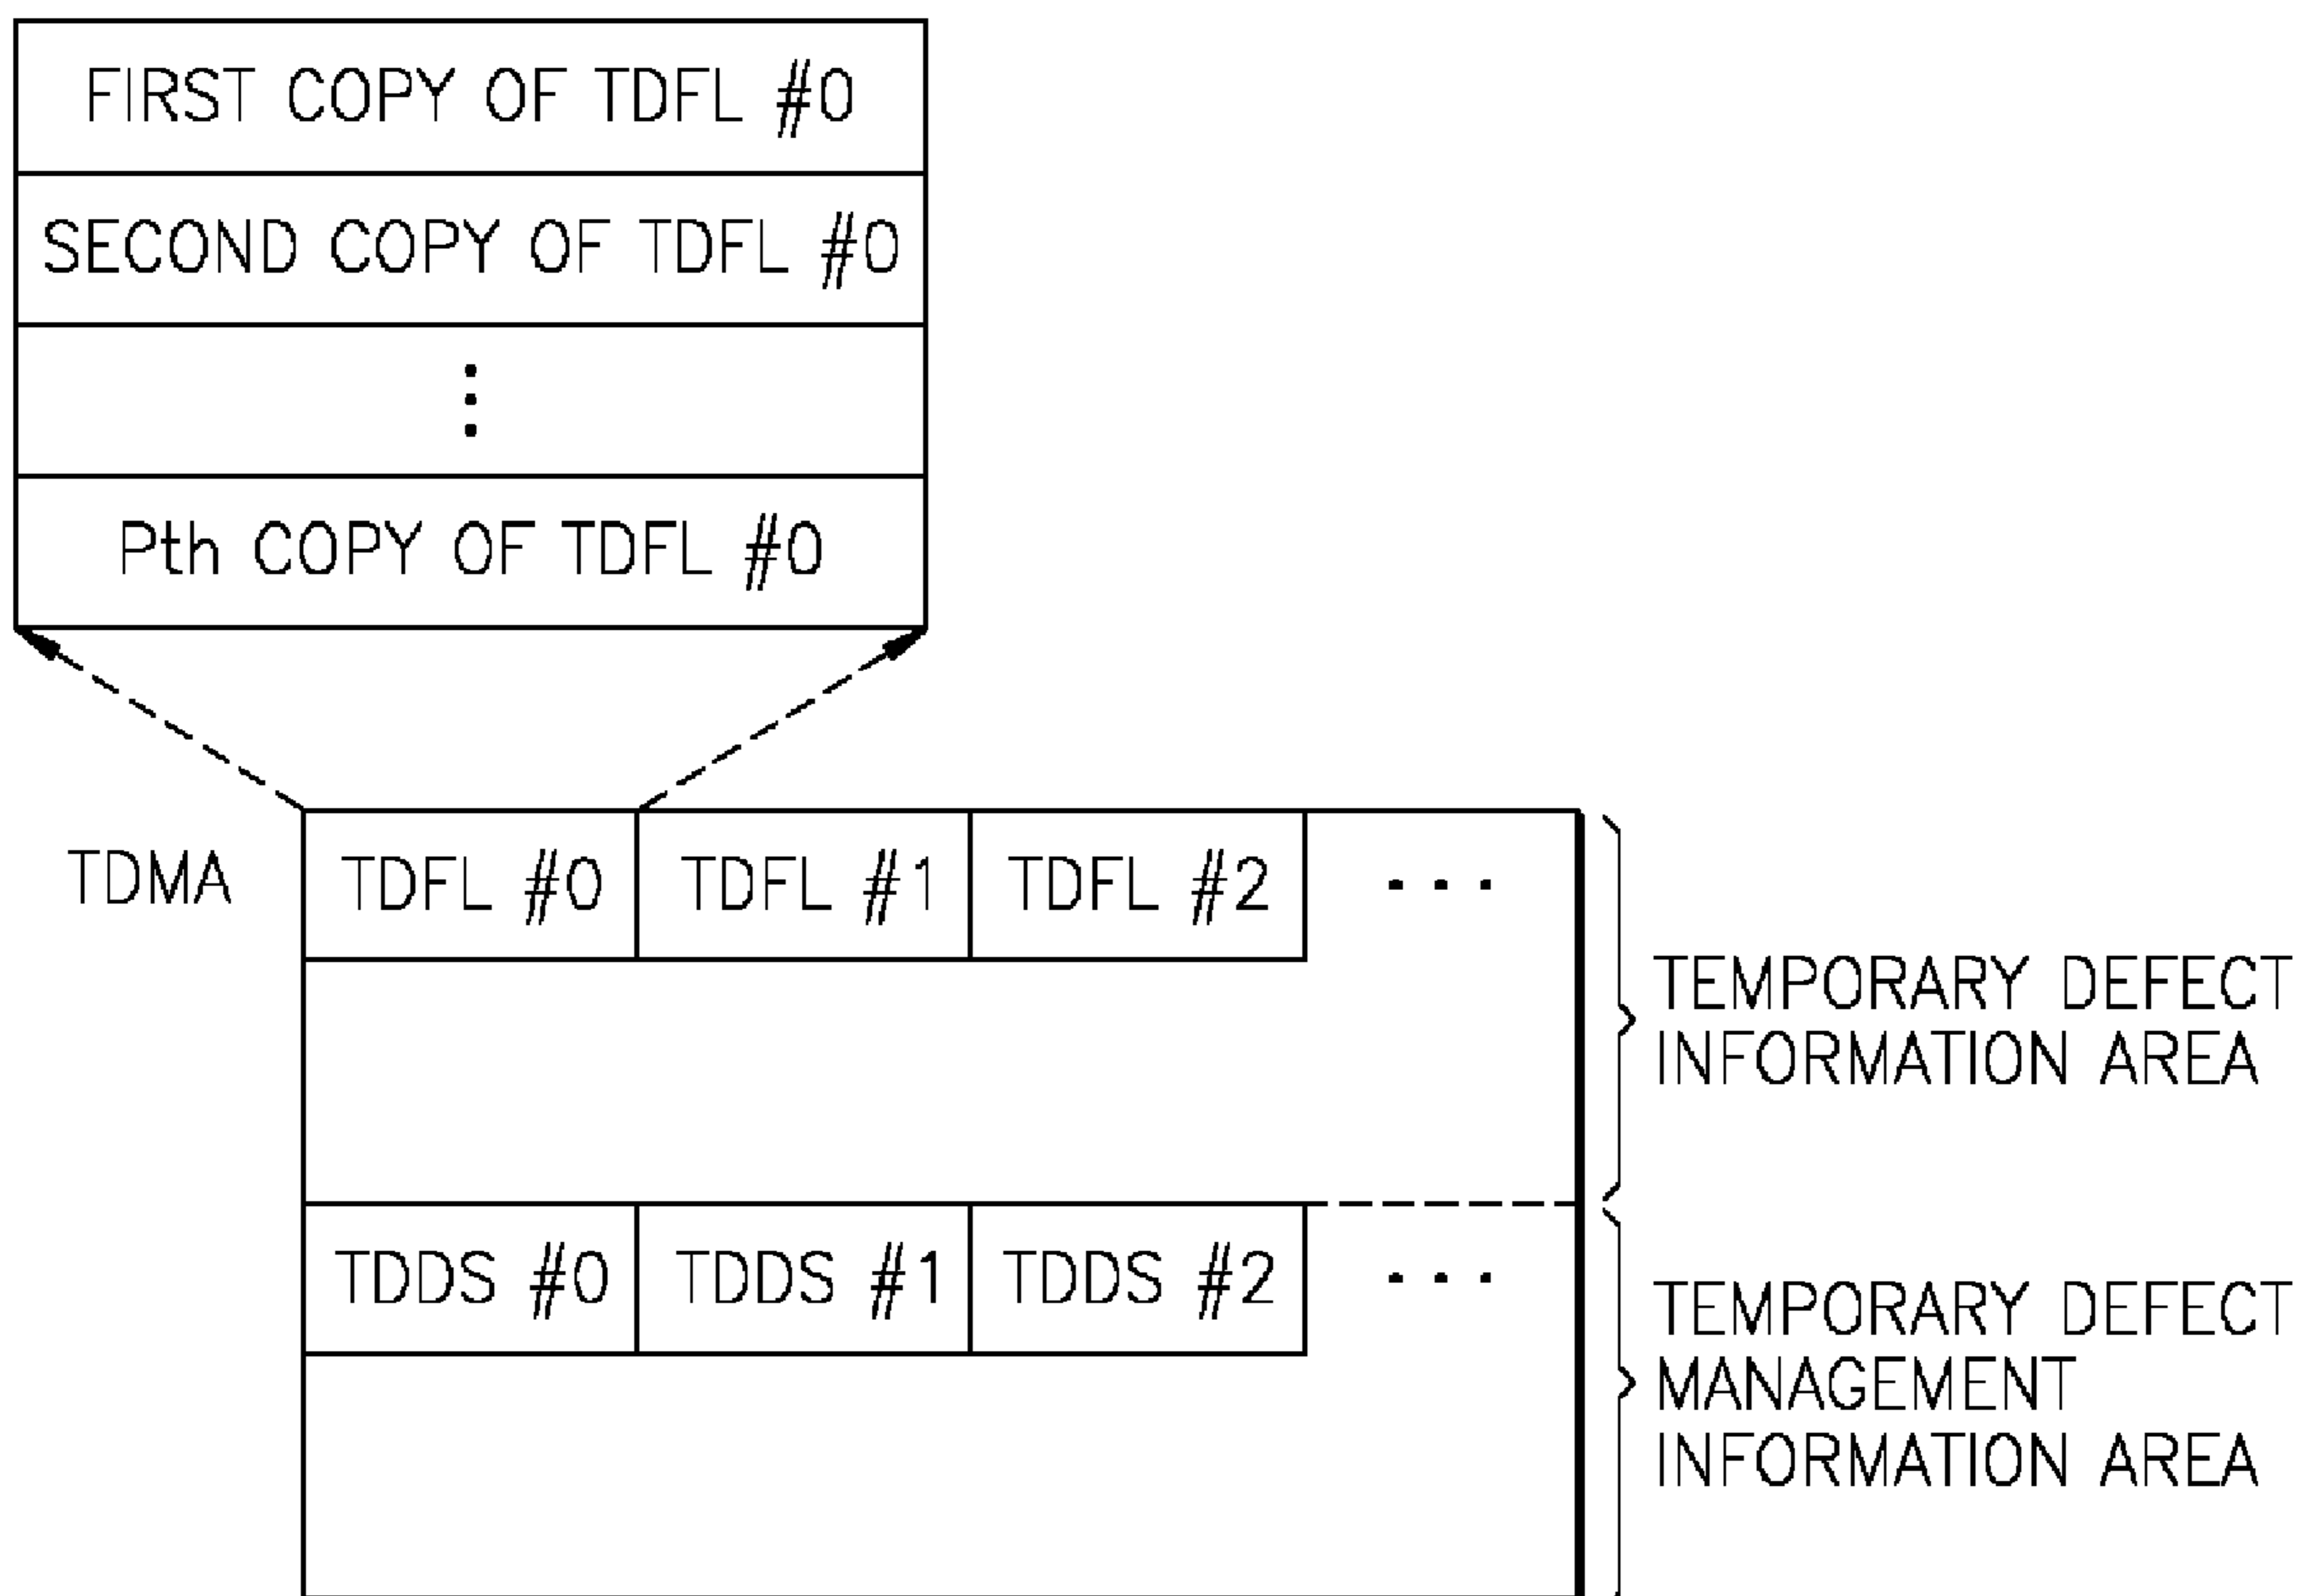 FIRST COPY OF TDFL #0
SECOND COPY OF TDFL #0
⋮
Pth COPY OF TDFL #0
TDMA
TDFL #0 TDFL #1 TDFL #2 ...
TEMPORARY DEFECT
INFORMATION AREA
TDDS #0 TDDS #1 TDDS #2 ...
TEMPORARY DEFECT
MANAGEMENT
INFORMATION AREA